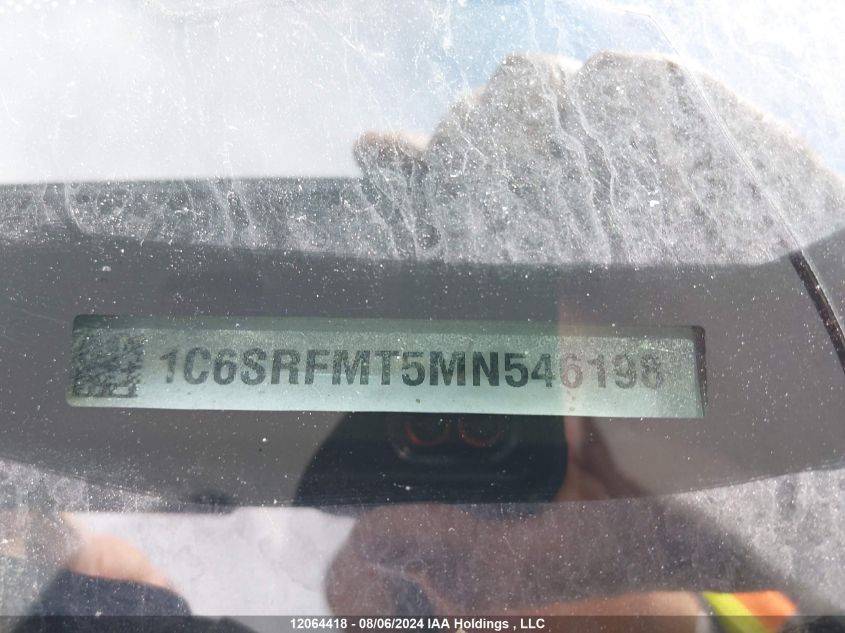 1C6SRFMT5MN546198
12064418 - 08/06/2024 IAA Holdings , LLC